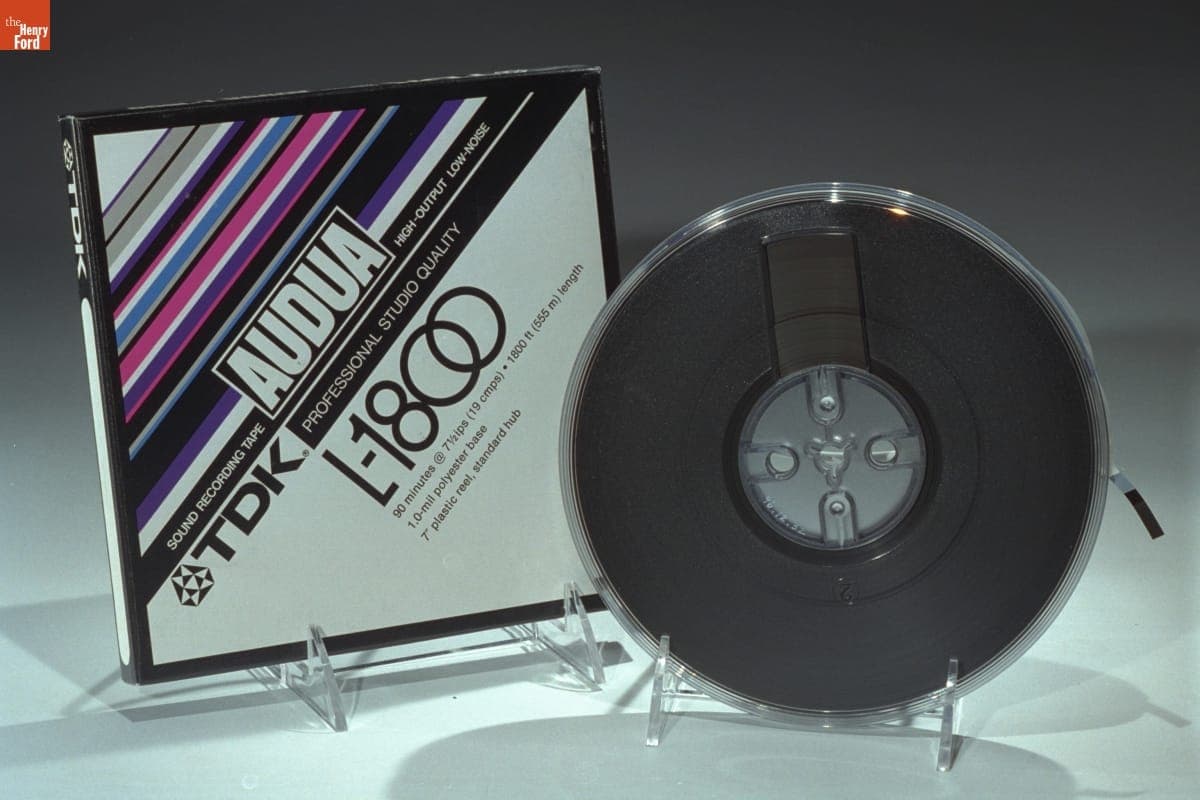 the
Henry
Ford
TDK
SOUND RECORDING TAPE
AUDUA
HIGH-OUTPUT LOW-NOISE
TDK® PROFESSIONAL STUDIO QUALITY
L-1800
90 minutes @ 7½ips (19 cmps) • 1800 ft (555 m) length
1.0-mil polyester base
7" plastic reel, standard hub
2